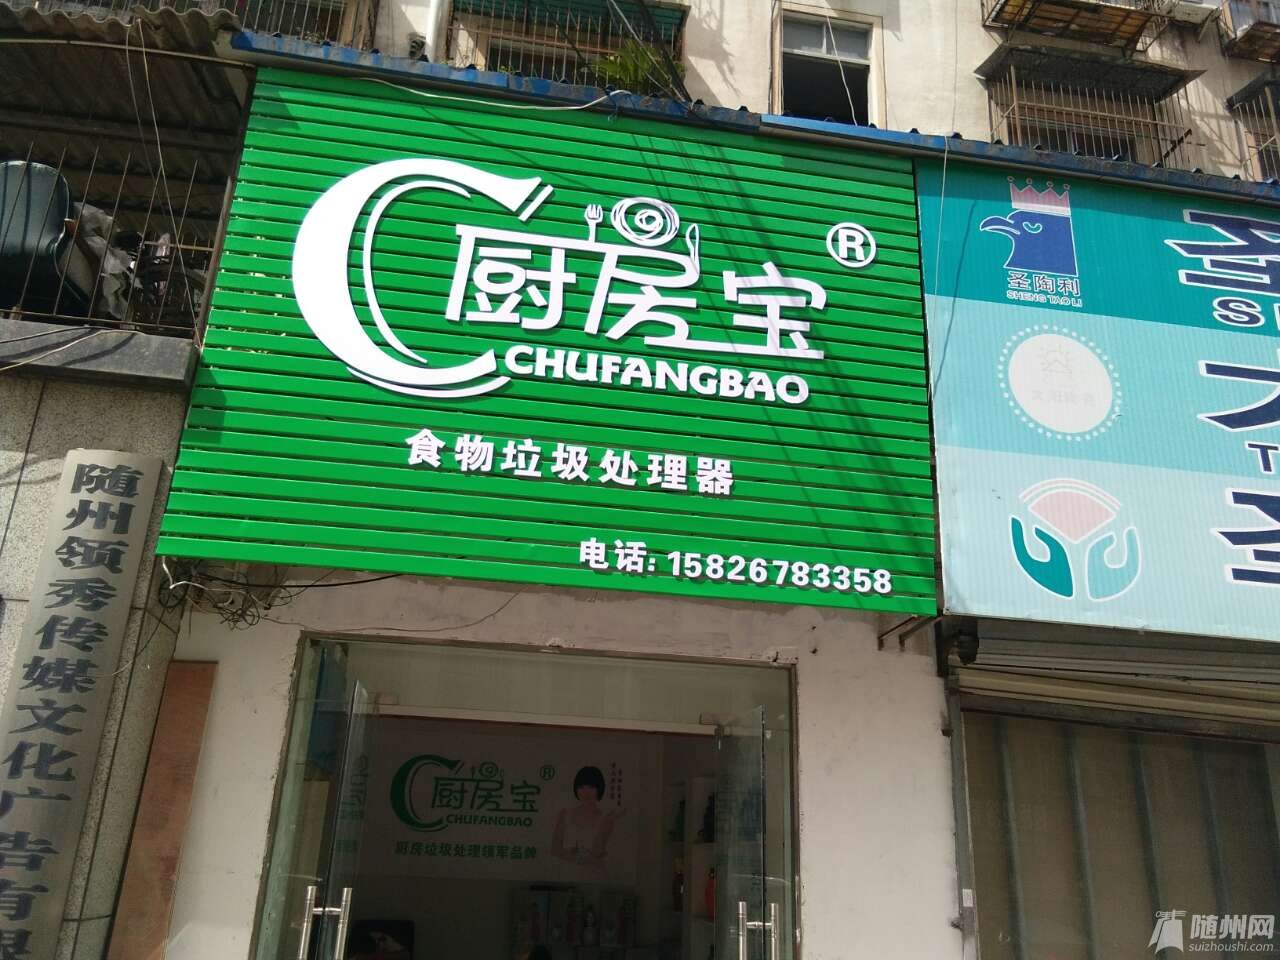 厨房宝
®
CHUFANGBAO
食物垃圾处理器
电话: 15826783358
圣陶利
SHENG TAO LI
随州领秀传媒文化广告有限
厨房宝
®
CHUFANGBAO
厨房垃圾处理领军品牌
随州网
suizhoushi.com